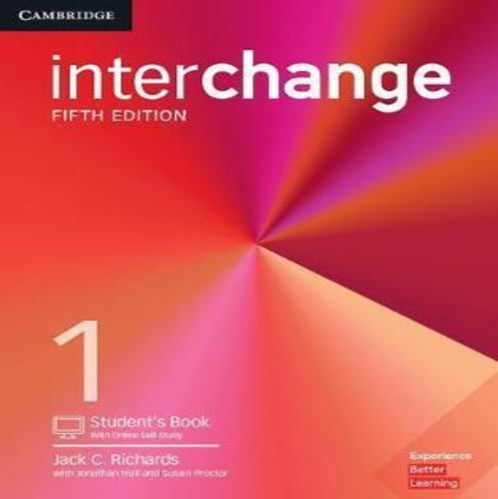 CAMBRIDGE
interchange
FIFTH EDITION
1
Student's Book
With Online Self-Study
Jack C. Richards
with Jonathan Hull and Susan Proctor
Experience
Better
Learning